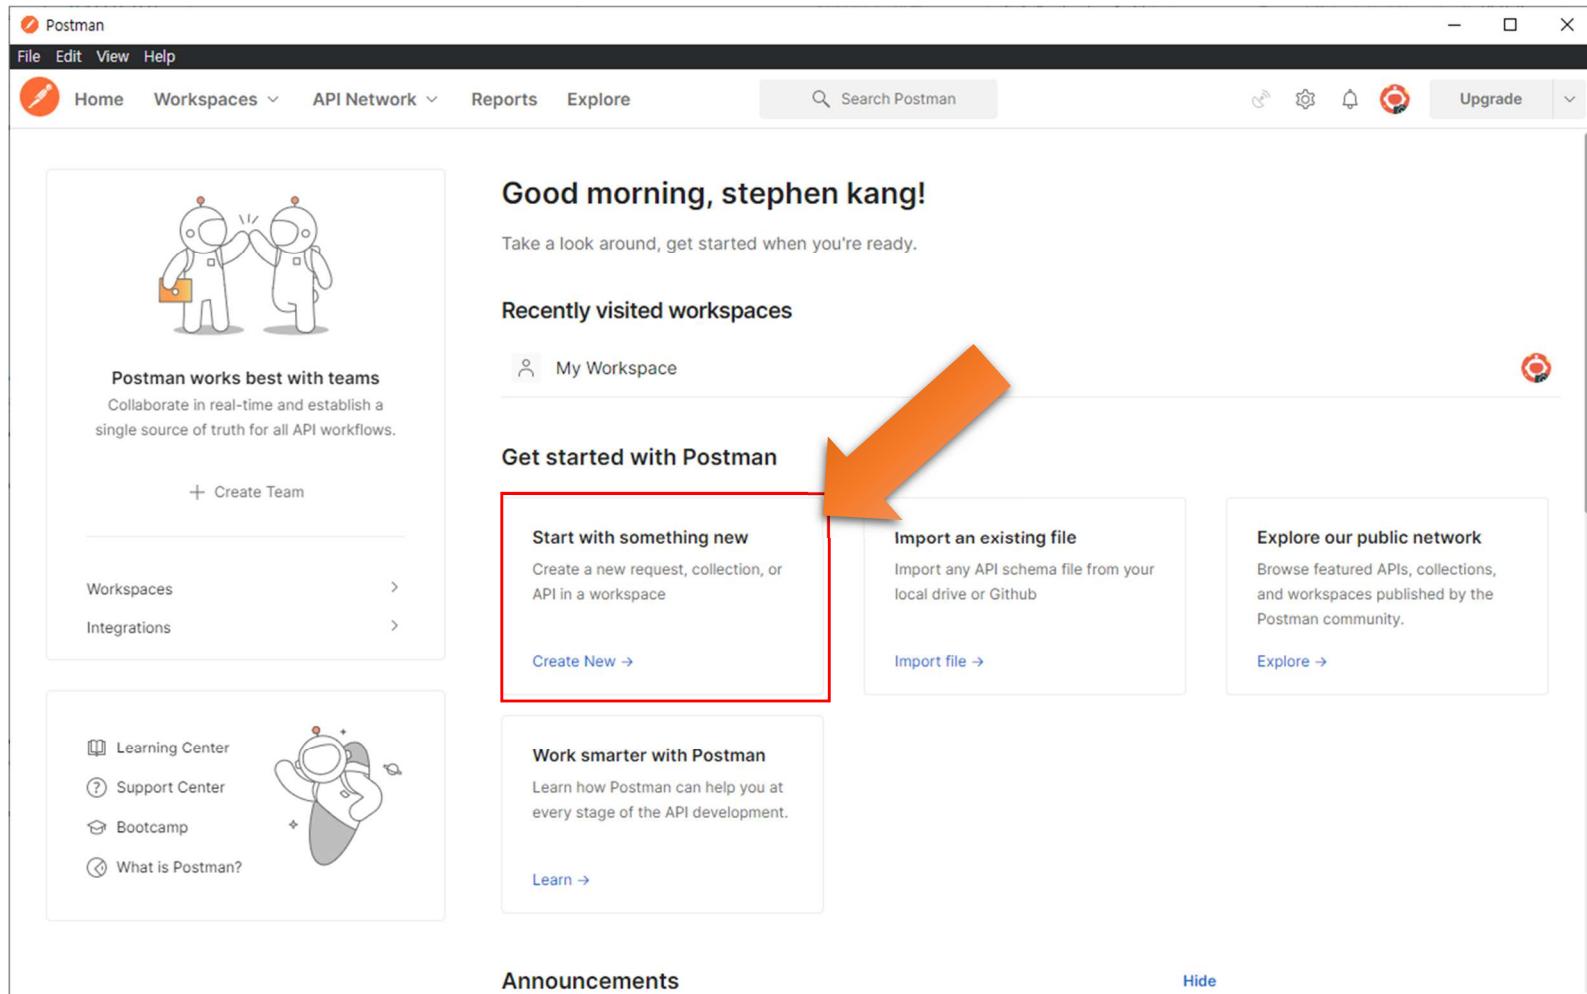 Postman
File Edit View Help
Home Workspaces API Network Reports Explore Search Postman Upgrade
Postman works best with teams
Collaborate in real-time and establish a
single source of truth for all API workflows.
Create Team
Workspaces
Integrations
Learning Center
Support Center
Bootcamp
What is Postman?
Good morning, stephen kang!
Take a look around, get started when you're ready.
Recently visited workspaces
My Workspace
Get started with Postman
Start with something new
Create a new request, collection, or
API in a workspace
Create New →
Import an existing file
Import any API schema file from your
local drive or Github
Import file →
Explore our public network
Browse featured APIs, collections,
and workspaces published by the
Postman community.
Explore →
Work smarter with Postman
Learn how Postman can help you at
every stage of the API development.
Learn →
Announcements Hide